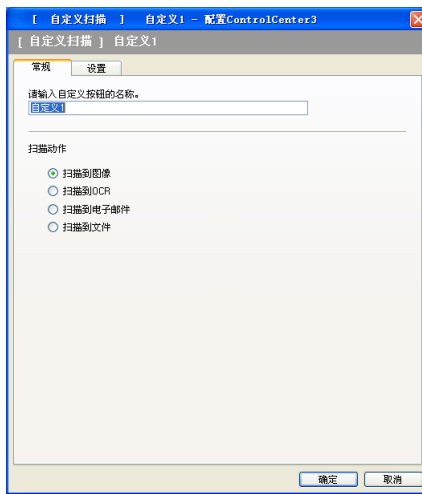 [ 自定义扫描 ] 自定义1 - 配置ControlCenter3
[ 自定义扫描 ] 自定义1
常规 设置
请输入自定义按钮的名称。
自定义1
扫描动作
扫描到图像
扫描到OCR
扫描到电子邮件
扫描到文件
确定 取消